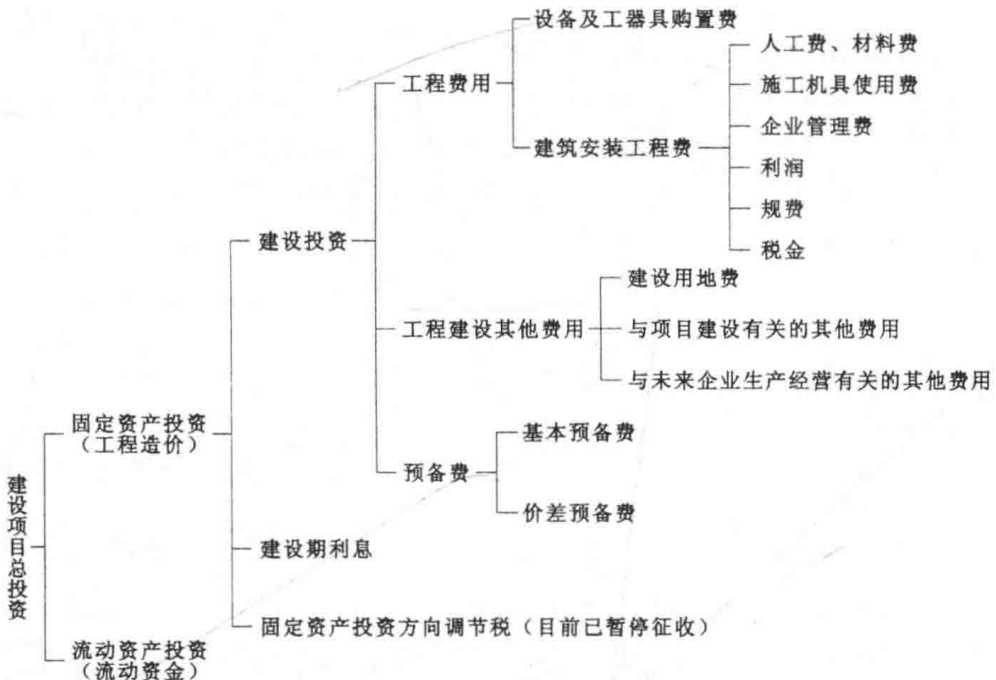 设备及工器具购置费
人工费、材料费
工程费用
施工机具使用费
企业管理费
建筑安装工程费
利润
规费
建设投资
税金
建设用地费
工程建设其他费用
与项目建设有关的其他费用
与未来企业生产经营有关的其他费用
固定资产投资
（工程造价）
基本预备费
预备费
价差预备费
建设项目总投资
建设期利息
固定资产投资方向调节税（目前已暂停征收）
流动资产投资
（流动资金）